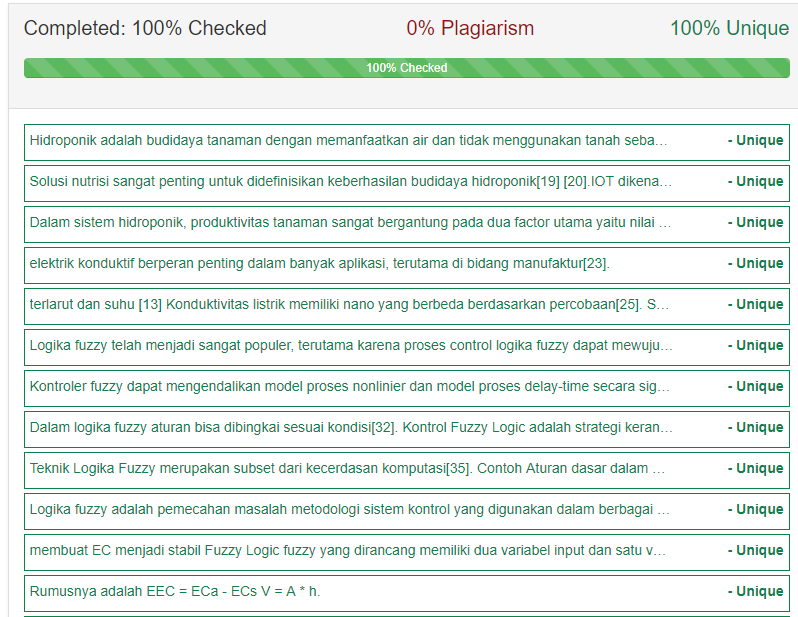 Completed: 100% Checked 0% Plagiarism 100% Unique
100% Checked
Hidroponik adalah budidaya tanaman dengan memanfaatkan air dan tidak menggunakan tanah seba... - Unique
Solusi nutrisi sangat penting untuk didefinisikan keberhasilan budidaya hidroponik[19] [20].IOT dikena... - Unique
Dalam sistem hidroponik, produktivitas tanaman sangat bergantung pada dua factor utama yaitu nilai ... - Unique
elektrik konduktif berperan penting dalam banyak aplikasi, terutama di bidang manufaktur[23]. - Unique
terlarut dan suhu [13] Konduktivitas listrik memiliki nano yang berbeda berdasarkan percobaan[25]. S... - Unique
Logika fuzzy telah menjadi sangat populer, terutama karena proses control logika fuzzy dapat mewuju... - Unique
Kontroler fuzzy dapat mengendalikan model proses nonlinier dan model proses delay-time secara sig... - Unique
Dalam logika fuzzy aturan bisa dibingkai sesuai kondisi[32]. Kontrol Fuzzy Logic adalah strategi keran... - Unique
Teknik Logika Fuzzy merupakan subset dari kecerdasan komputasi[35]. Contoh Aturan dasar dalam ... - Unique
Logika fuzzy adalah pemecahan masalah metodologi sistem kontrol yang digunakan dalam berbagai ... - Unique
membuat EC menjadi stabil Fuzzy Logic fuzzy yang dirancang memiliki dua variabel input dan satu v... - Unique
Rumusnya adalah EEC = ECa - ECs V = A * h. - Unique